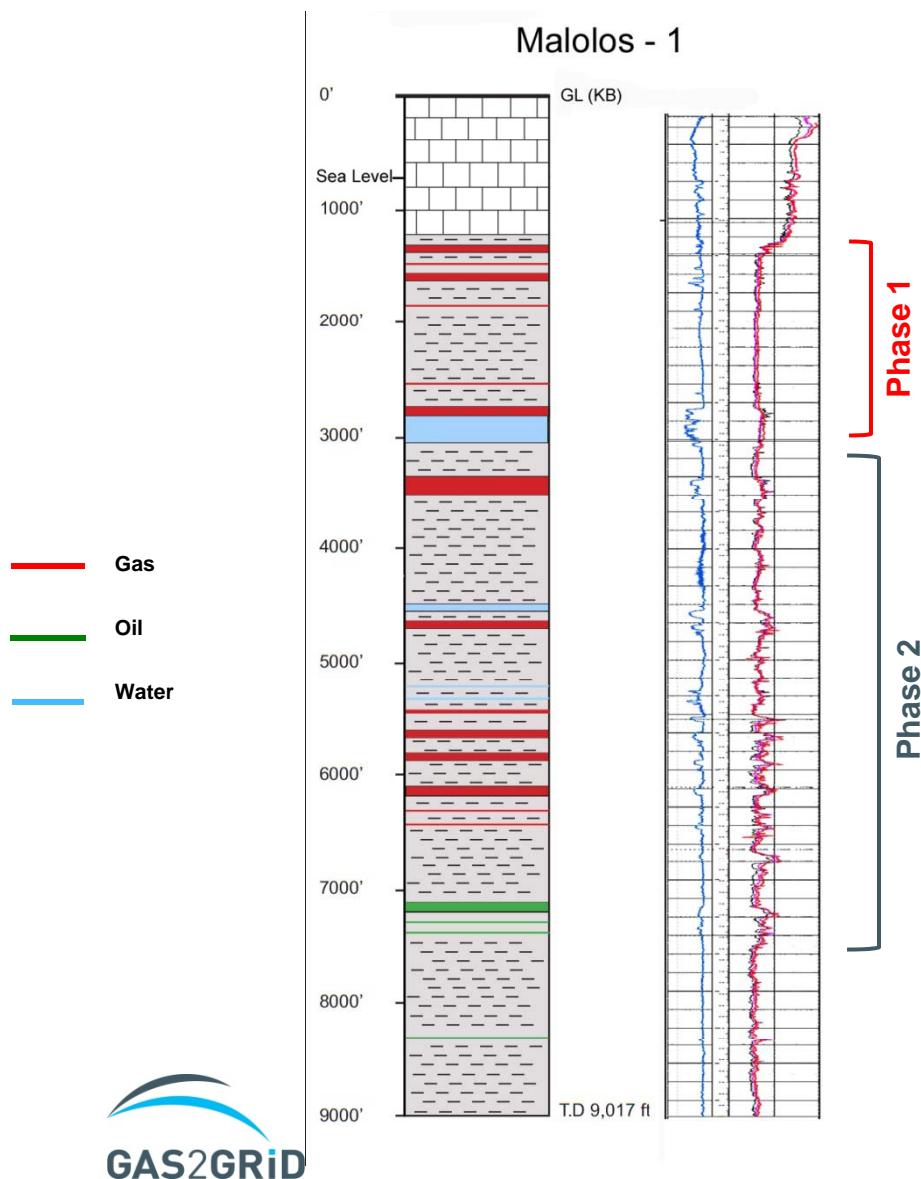 Malolos - 1
0'
GL (KB)
Sea Level
1000'
2000'
3000'
4000'
5000'
6000'
7000'
8000'
9000'
T.D 9,017 ft
Phase 1
Phase 2
Gas
Oil
Water
GAS2GRiD